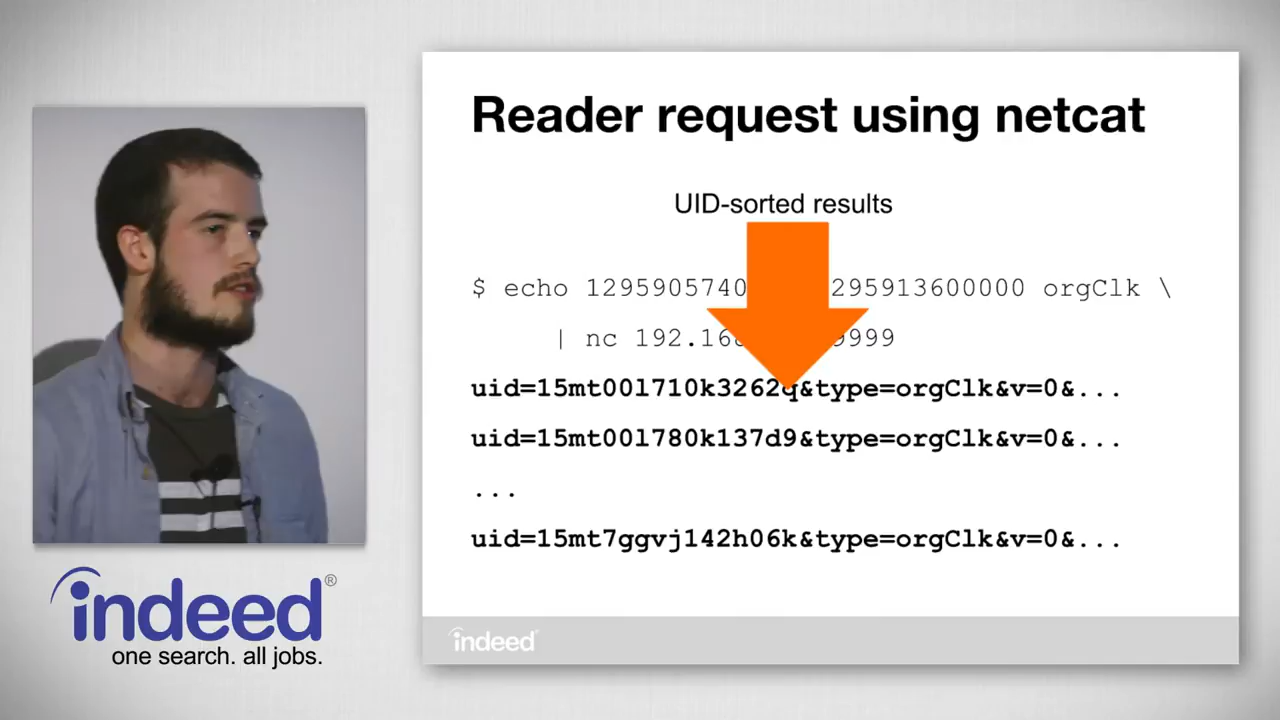 Reader request using netcat
UID-sorted results
$ echo 1295905740 295913600000 orgClk \
| nc 192.16 9999
uid=15mt00l710k3262q&type=orgClk&v=0&...
uid=15mt00l780k137d9&type=orgClk&v=0&...
...
uid=15mt7ggvj142h06k&type=orgClk&v=0&...
indeed
indeed®
one search. all jobs.